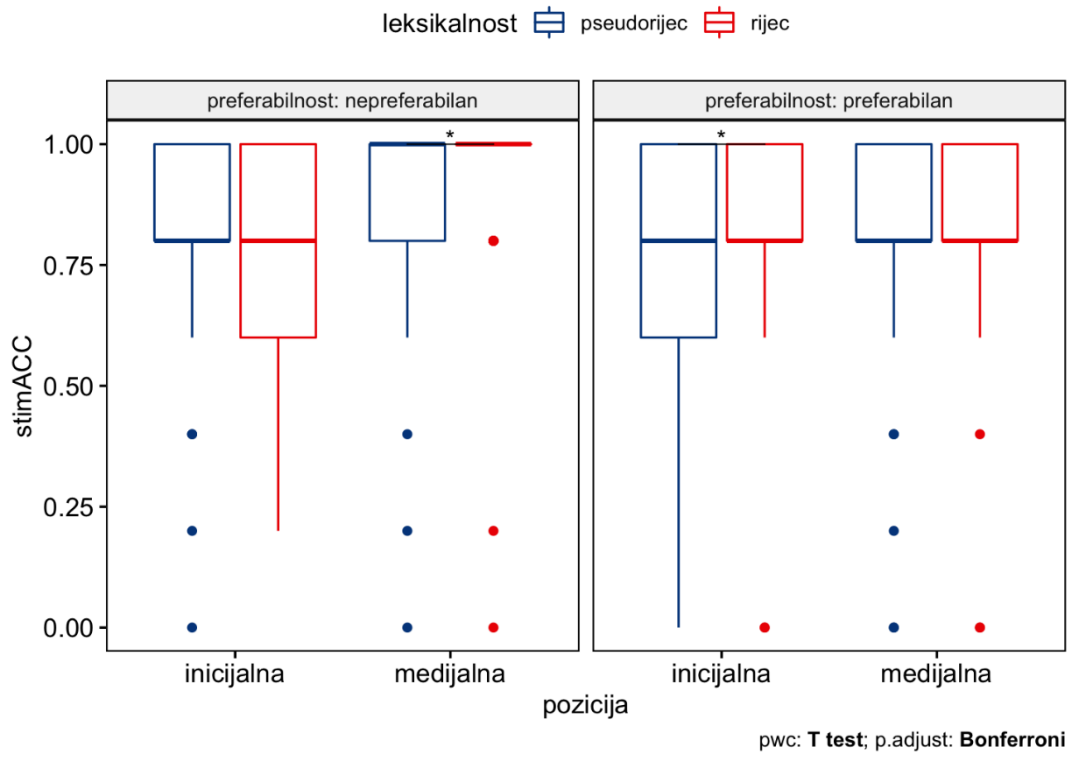 leksikalnost pseudorijec rijec
preferabilnost: nepreferabilan
preferabilnost: preferabilan
*
*
1.00
0.75
0.50
0.25
0.00
stimACC
inicijalna medijalna
inicijalna medijalna
pozicija
pwc: T test; p.adjust: Bonferroni